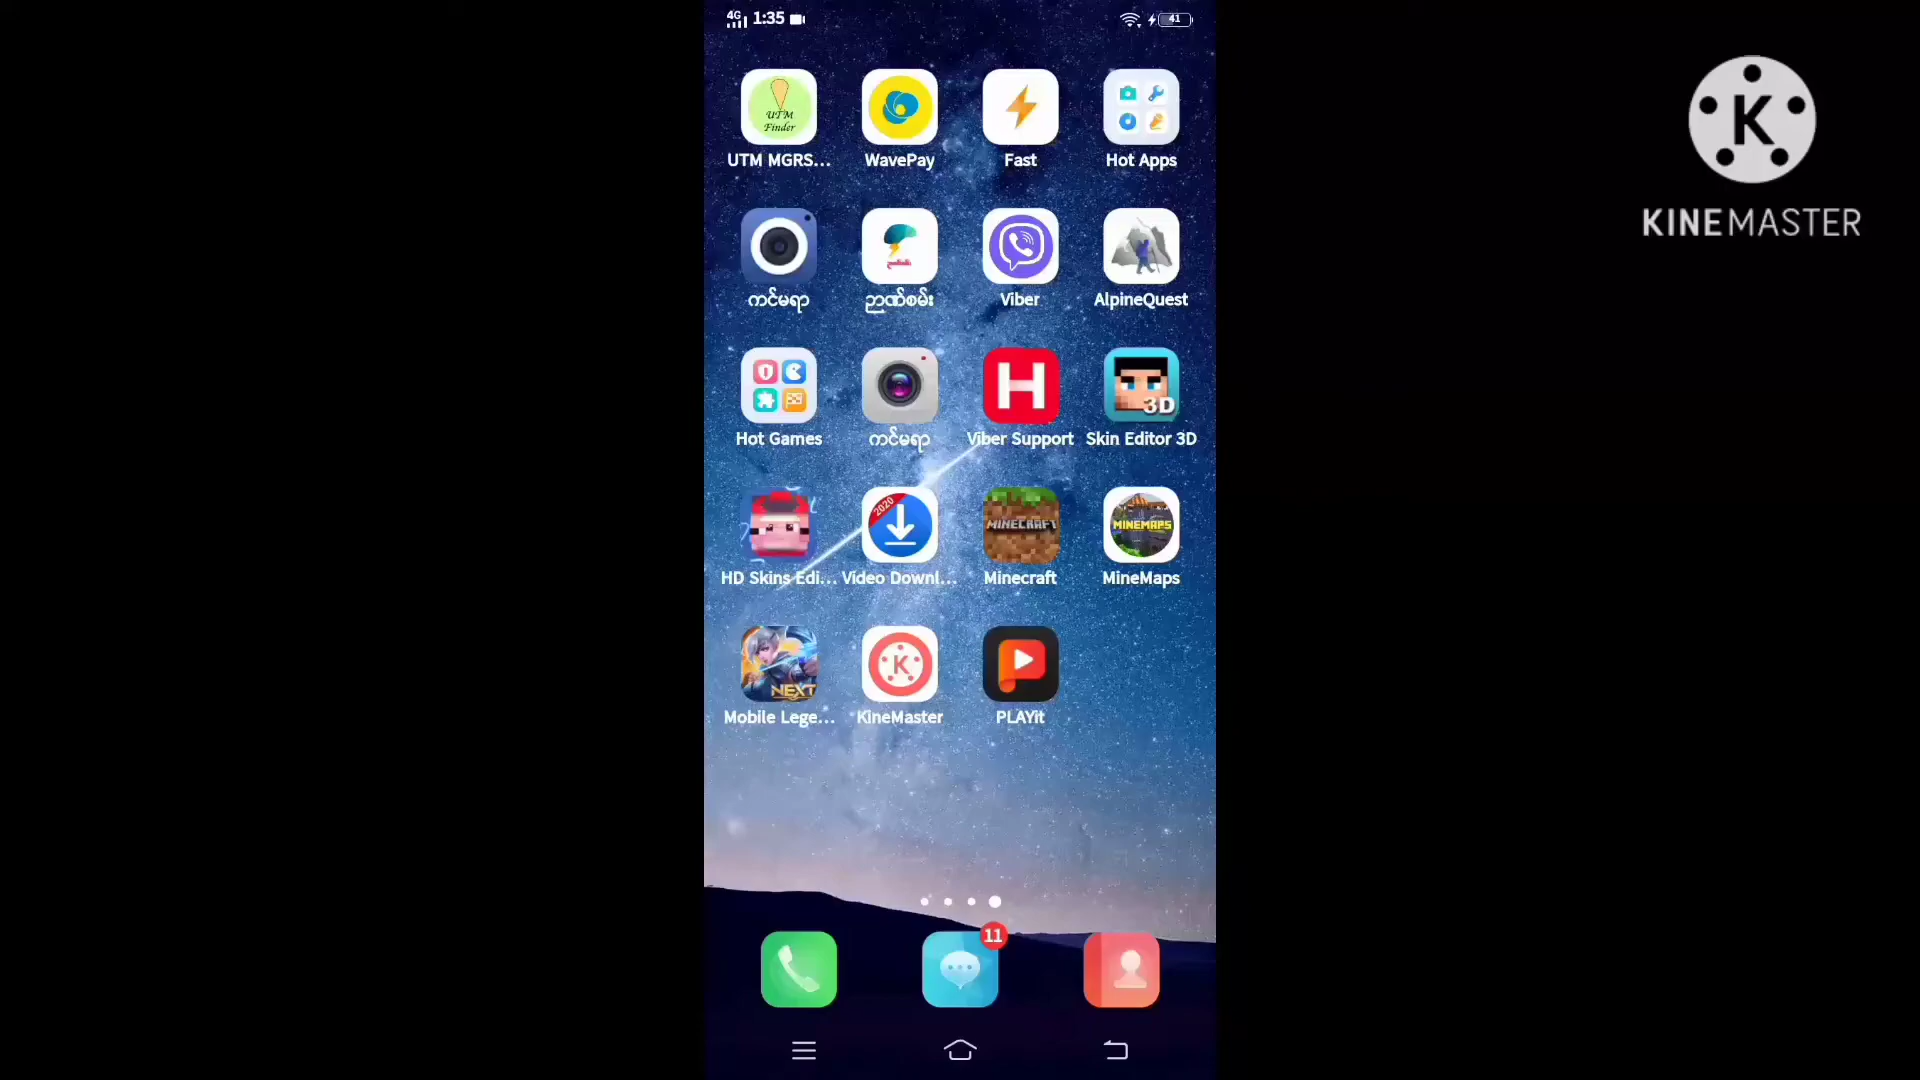 4G 1:35 41
UTM
Finder
UTM MGRS... WavePay Fast Hot Apps
ကင်မရာ ဉာဏ်စမ်း Viber AlpineQuest
H
3D
Hot Games ကင်မရာ Viber Support Skin Editor 3D
2020
MINECRAFT
MINEMAPS
HD Skins Edi... Video Downl... Minecraft MineMaps
NEXT
K
Mobile Lege... KineMaster PLAYit
11
K
KINEMASTER